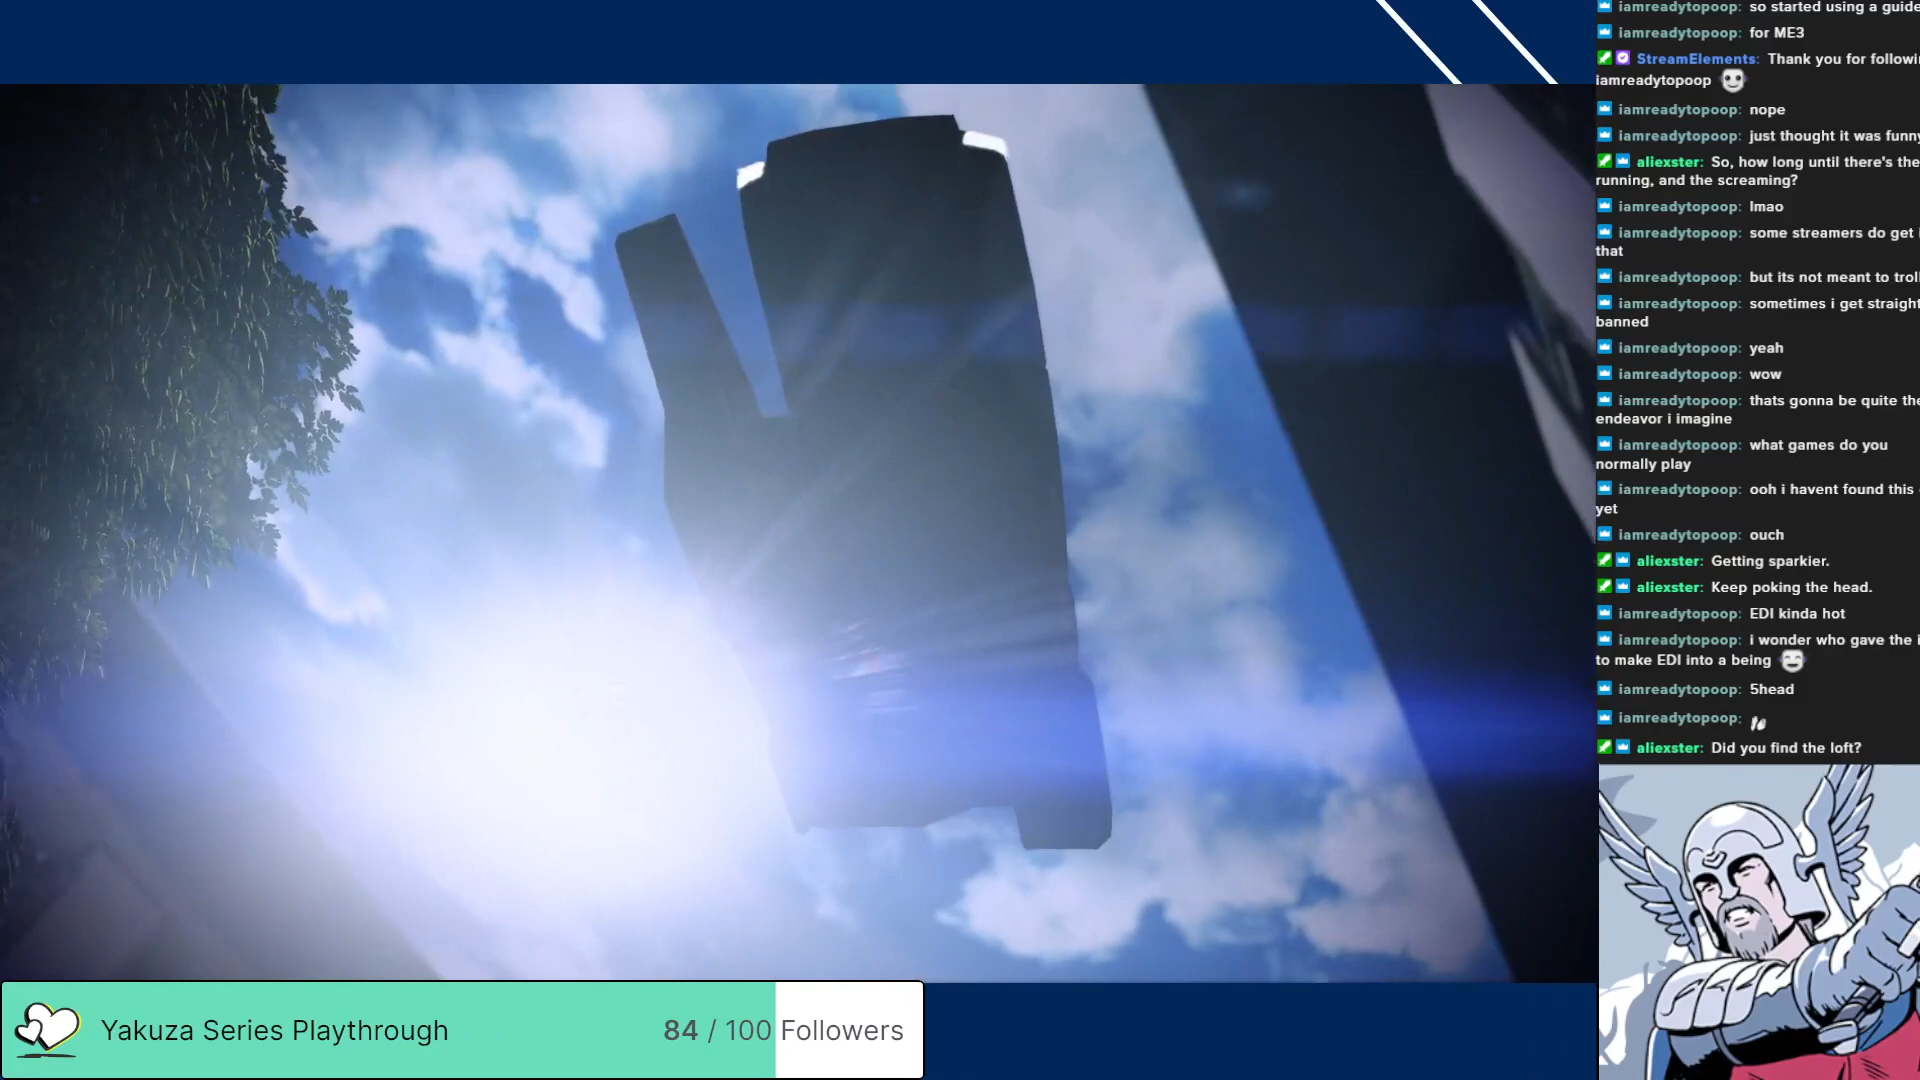 iamreadytopoop: so started using a guide
iamreadytopoop: for ME3
StreamElements: Thank you for followi
iamreadytopoop
iamreadytopoop: nope
iamreadytopoop: just thought it was funny
aliexster: So, how long until there's the
running, and the screaming?
iamreadytopoop: lmao
iamreadytopoop: some streamers do get i
that
iamreadytopoop: but its not meant to troll
iamreadytopoop: sometimes i get straight
banned
iamreadytopoop: yeah
iamreadytopoop: wow
iamreadytopoop: thats gonna be quite the
endeavor i imagine
iamreadytopoop: what games do you
normally play
iamreadytopoop: ooh i havent found this
yet
iamreadytopoop: ouch
aliexster: Getting sparkier.
aliexster: Keep poking the head.
iamreadytopoop: EDI kinda hot
iamreadytopoop: i wonder who gave the i
to make EDI into a being
iamreadytopoop: 5head
iamreadytopoop:
aliexster: Did you find the loft?
Yakuza Series Playthrough 84 / 100 Followers